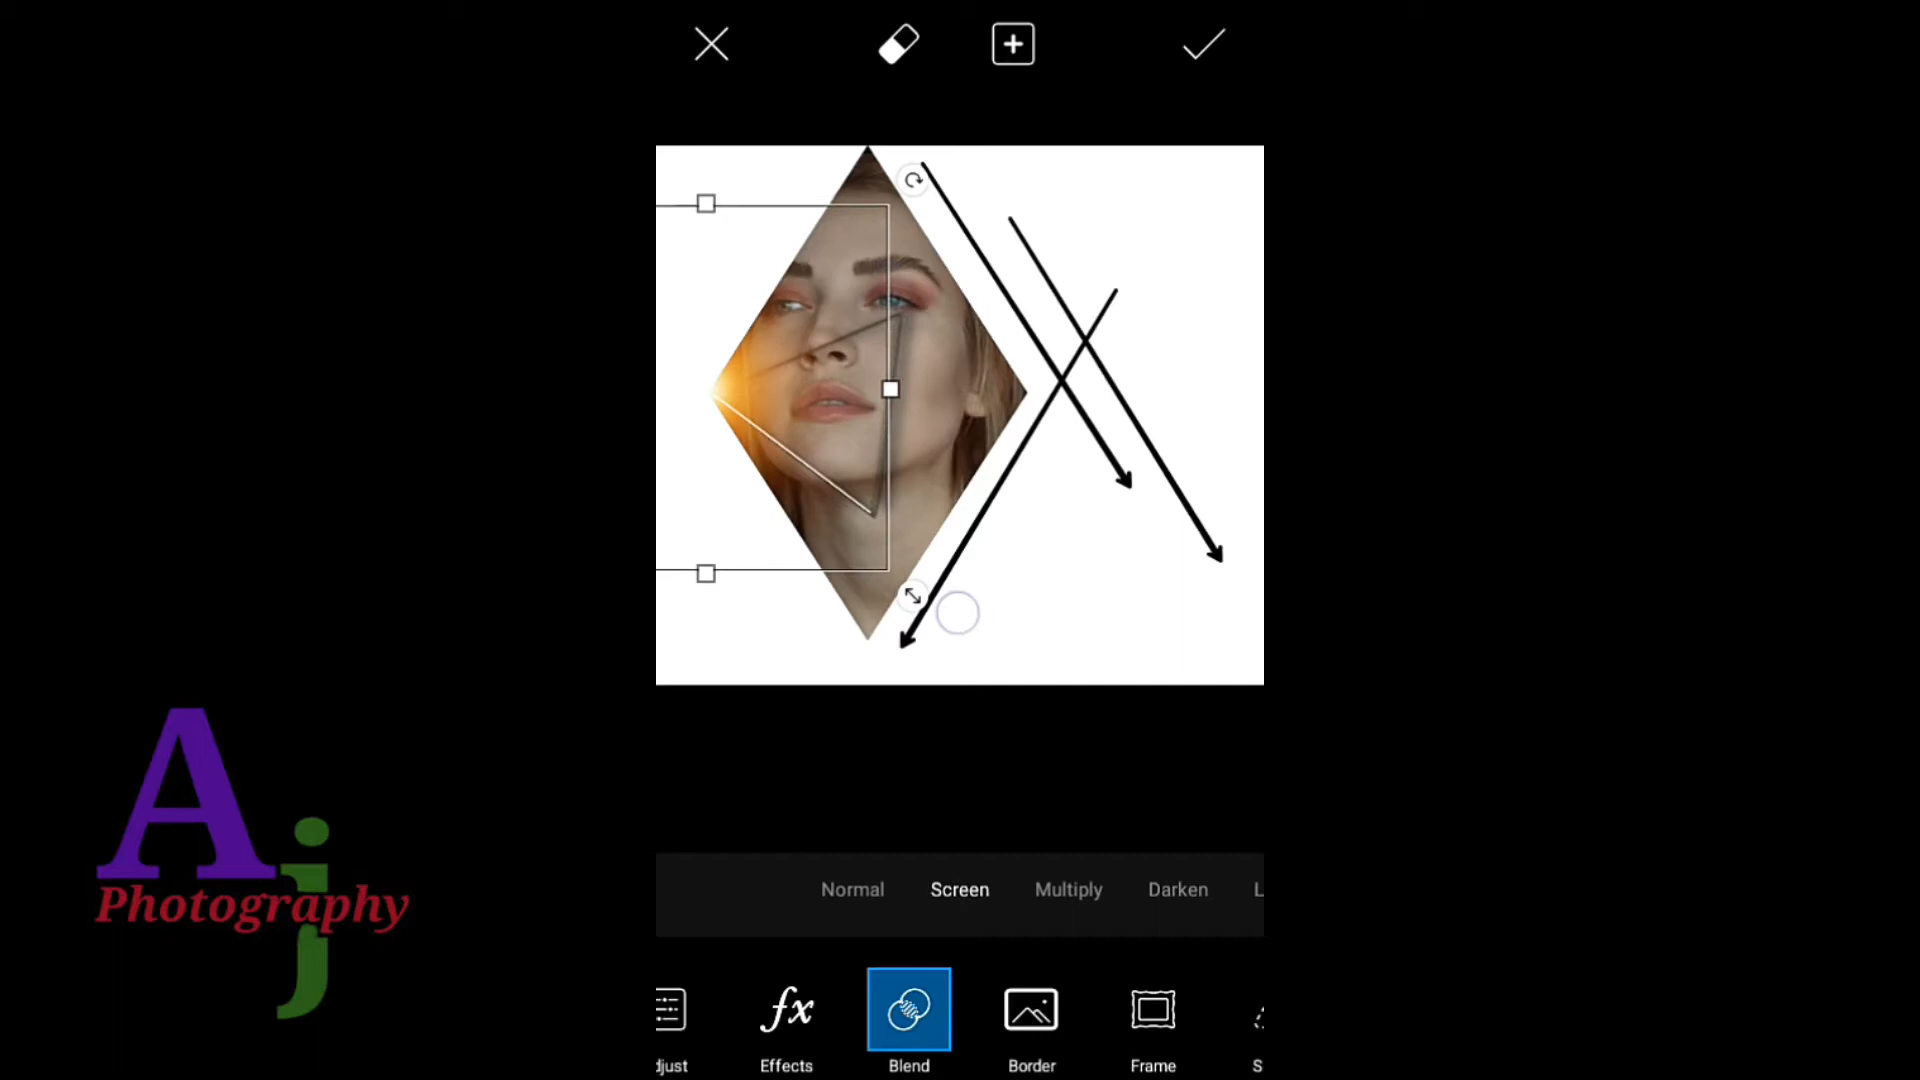 Normal Screen Multiply Darken L
A
j
Photography
djust Effects Blend Border Frame S